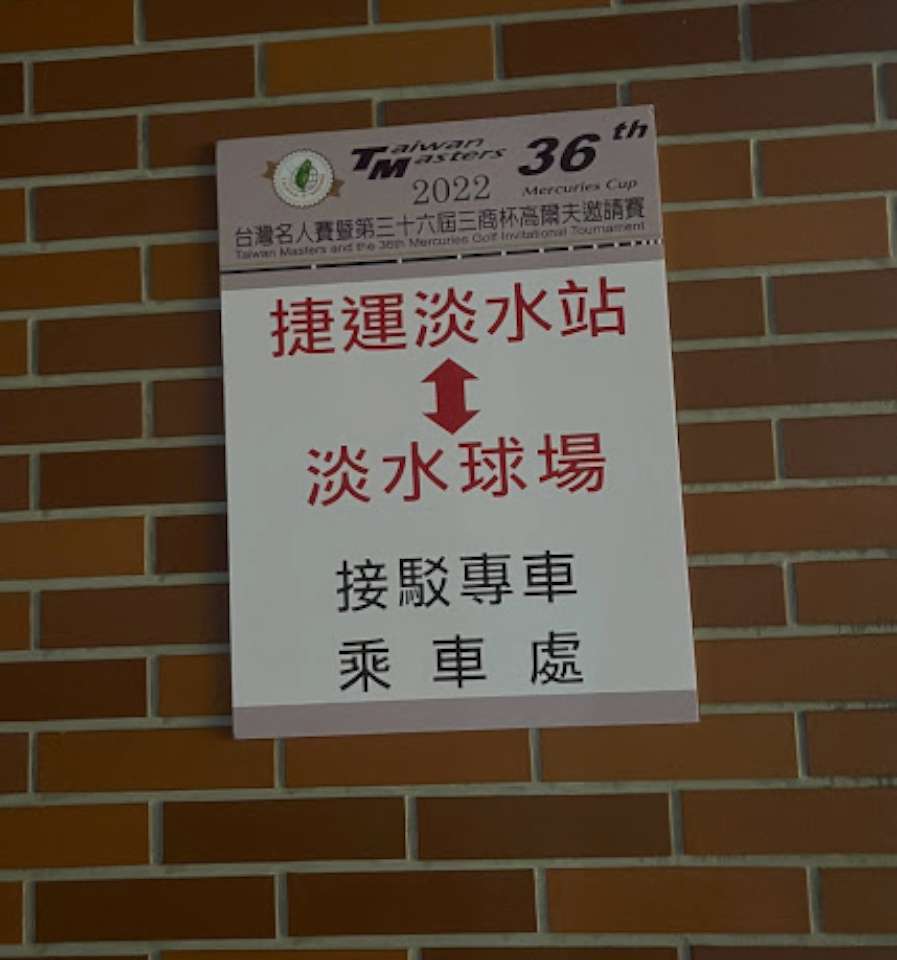 Taiwan Masters
2022
36th
Mercuries Cup
台灣名人賽暨第三十六屆三商杯高爾夫邀請賽
Taiwan Masters and the 36th Mercuries Golf Invitational Tournament
捷運淡水站
淡水球場
接駁專車
乘車處